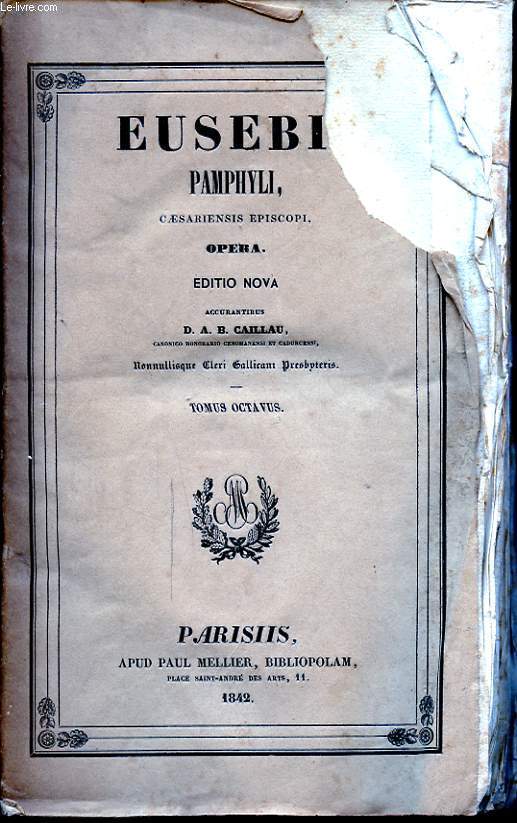 Le-livre.com
EUSEBI
PAMPHYLI,
CÆSARIENSIS EPISCOPI,
OPERA.
EDITIO NOVA
ACCURANTIBUS
D. A. B. CAILLAU,
CANONICO HONORARIO CENOMANENSI ET CADURCENSI,
Nonnullisque Cleri Gallicani Presbyteris.
TOMUS OCTAVUS.
PARISIIS,
APUD PAUL MELLIER, BIBLIOPOLAM,
PLACE SAINT-ANDRÉ DES ARTS, 11.
1842.